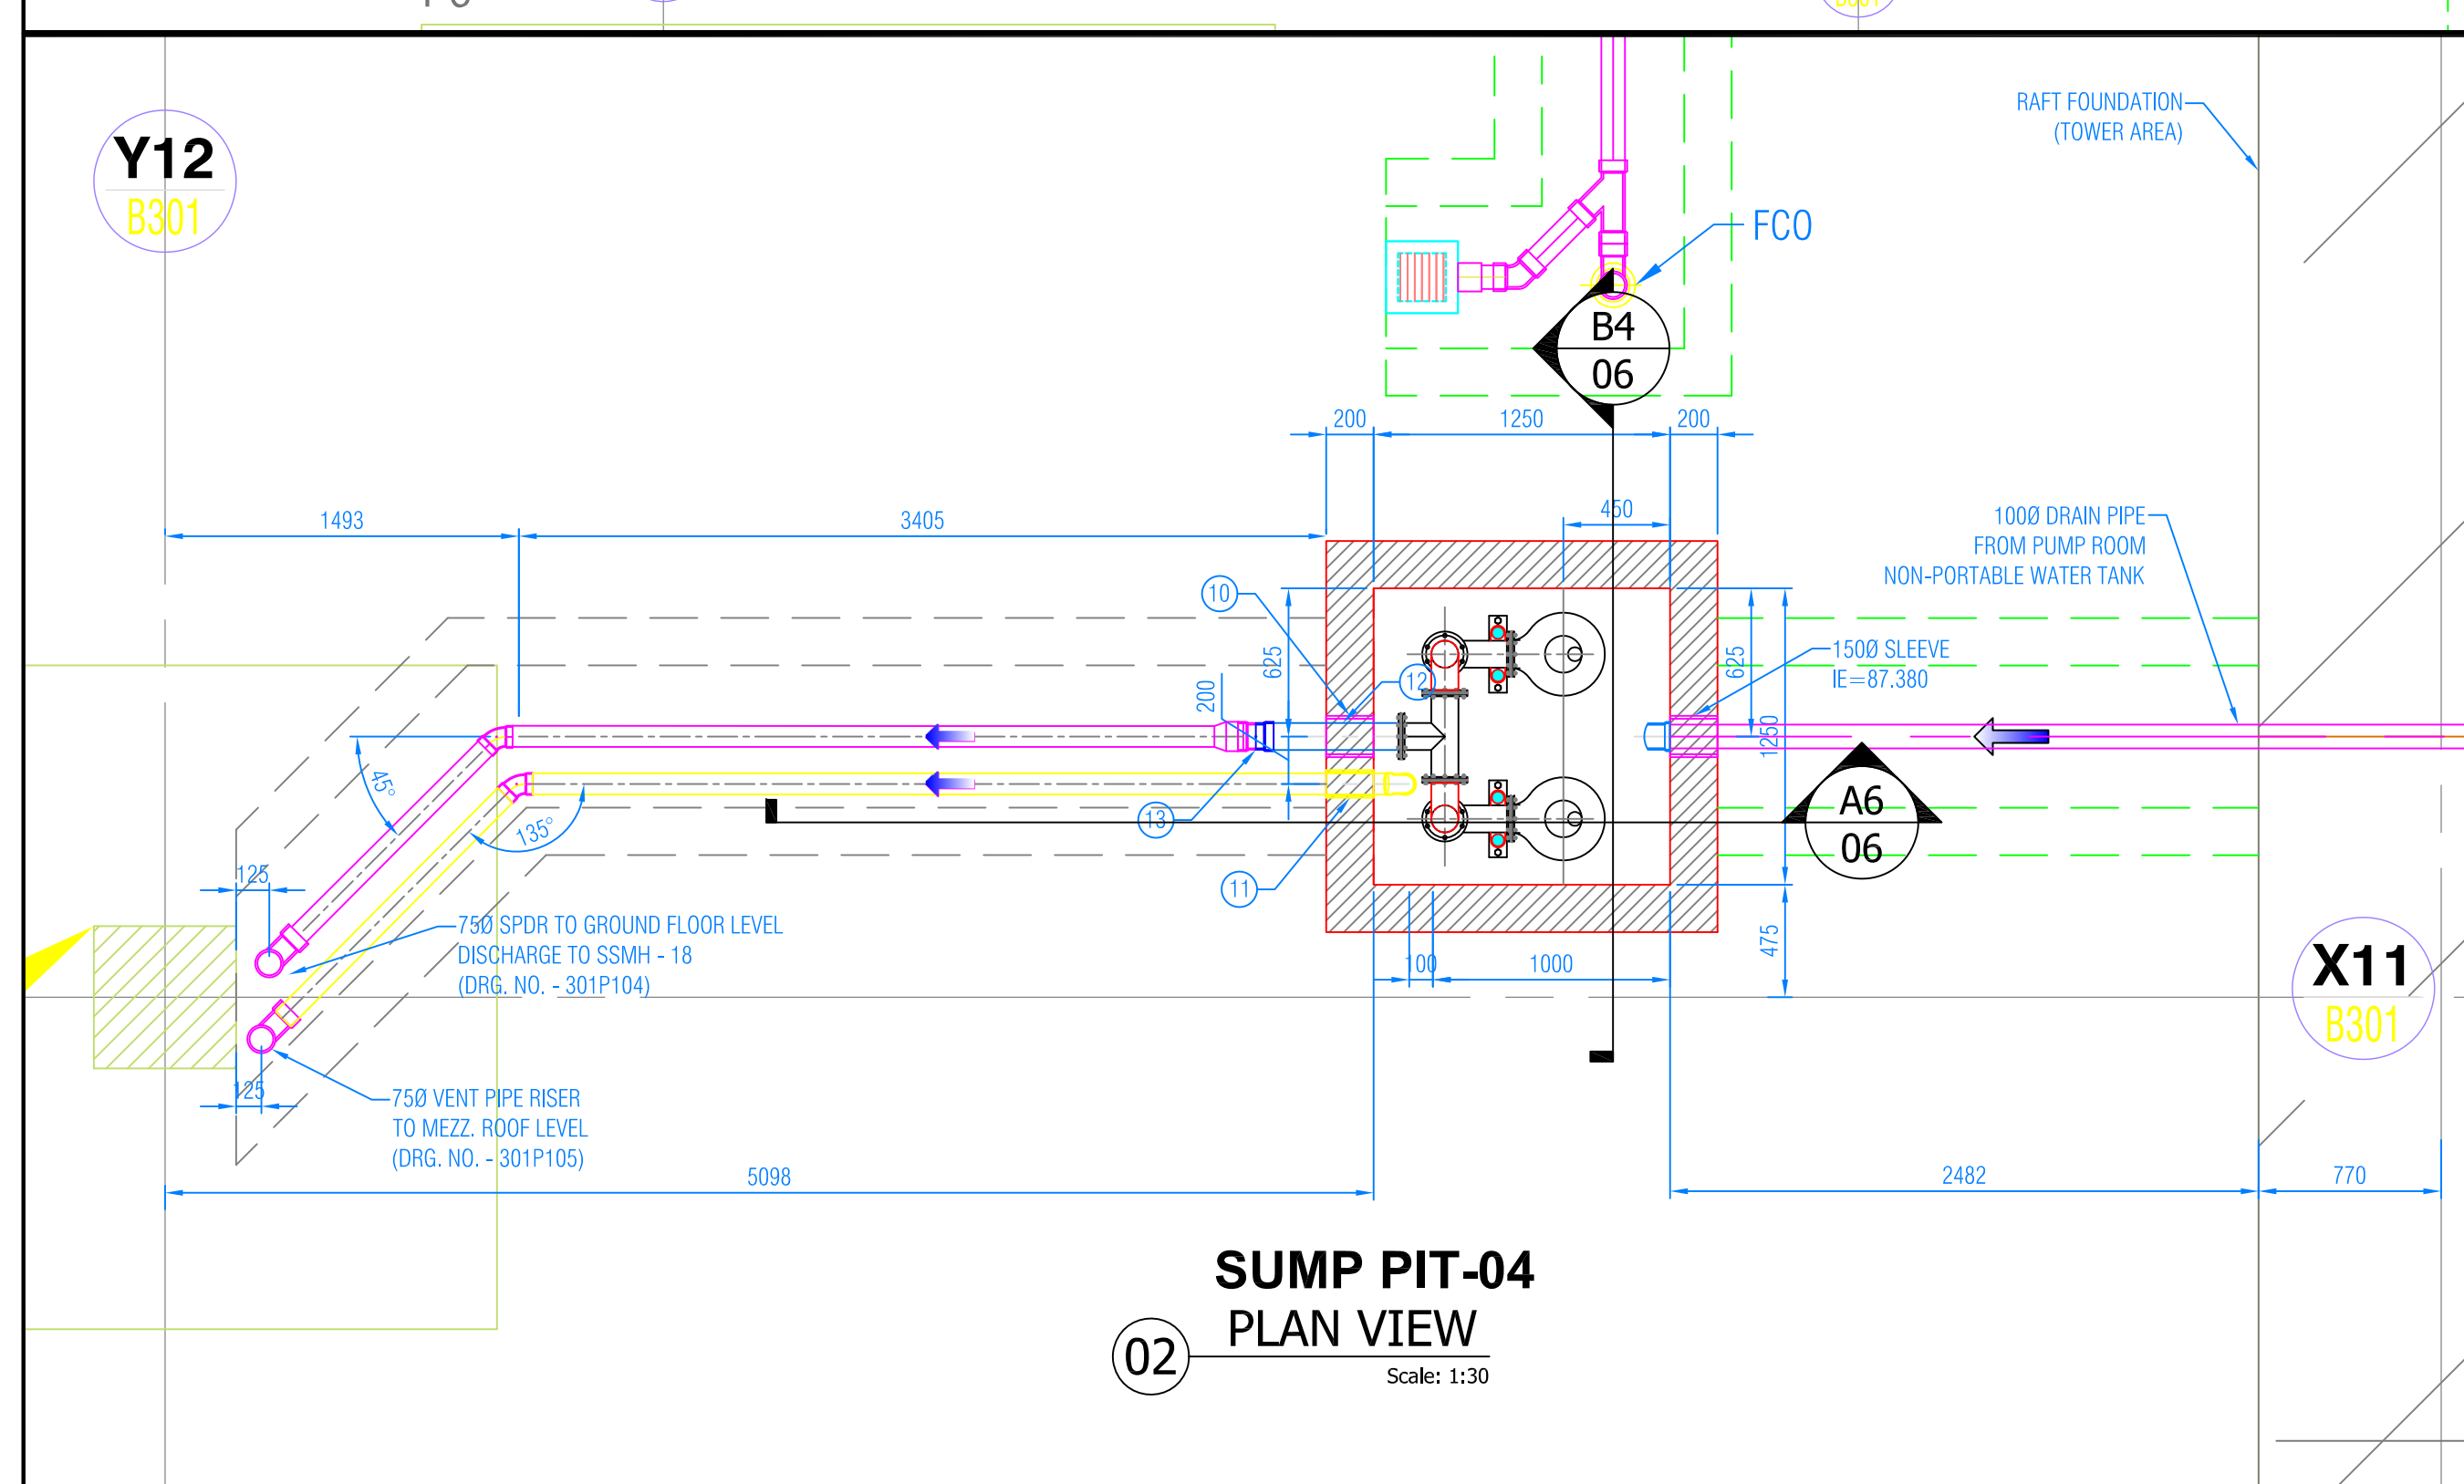 Y12
B301
RAFT FOUNDATION
(TOWER AREA)
FCO
B4
06
200
1250
200
1493
3405
450
100Ø DRAIN PIPE
FROM PUMP ROOM
NON-PORTABLE WATER TANK
10
625
12
200
625
150Ø SLEEVE
IE=87.380
1250
45°
135°
13
A6
06
11
125
75Ø SPDR TO GROUND FLOOR LEVEL
DISCHARGE TO SSMH - 18
(DRG. NO. - 301P104)
100
1000
475
X11
B301
125
75Ø VENT PIPE RISER
TO MEZZ. ROOF LEVEL
(DRG. NO. - 301P105)
5098
2482
770
SUMP PIT-04
PLAN VIEW
02
Scale: 1:30